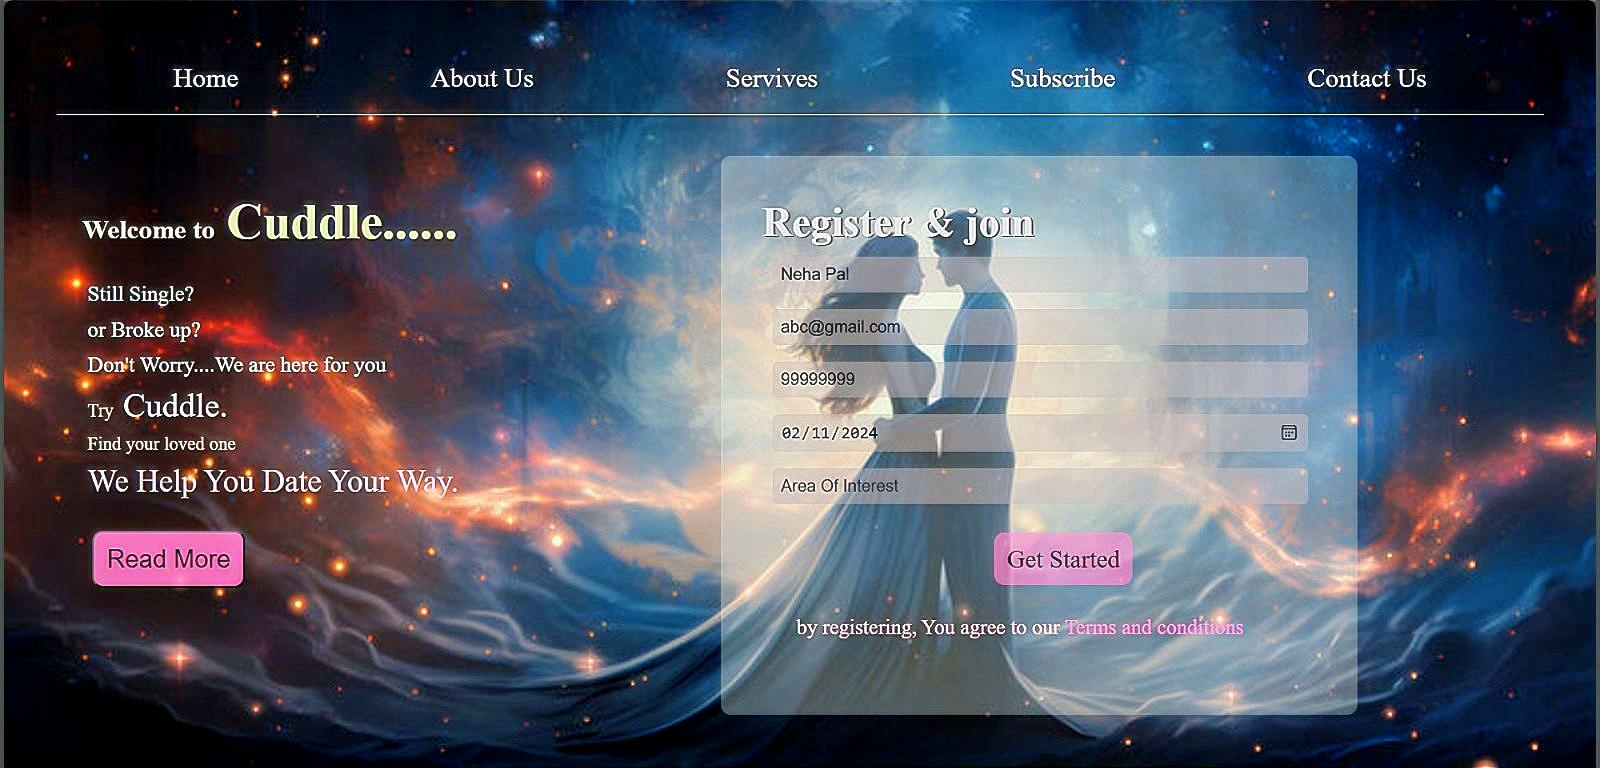 Home About Us Servives Subscribe Contact Us
Welcome to Cuddle......
Still Single?
or Broke up?
Don't Worry....We are here for you
Try Cuddle.
Find your loved one
We Help You Date Your Way.
Read More
Register & join
Neha Pal
abc@gmail.com
99999999
02/11/2024
Area Of Interest
Get Started
by registering, You agree to our Terms and conditions